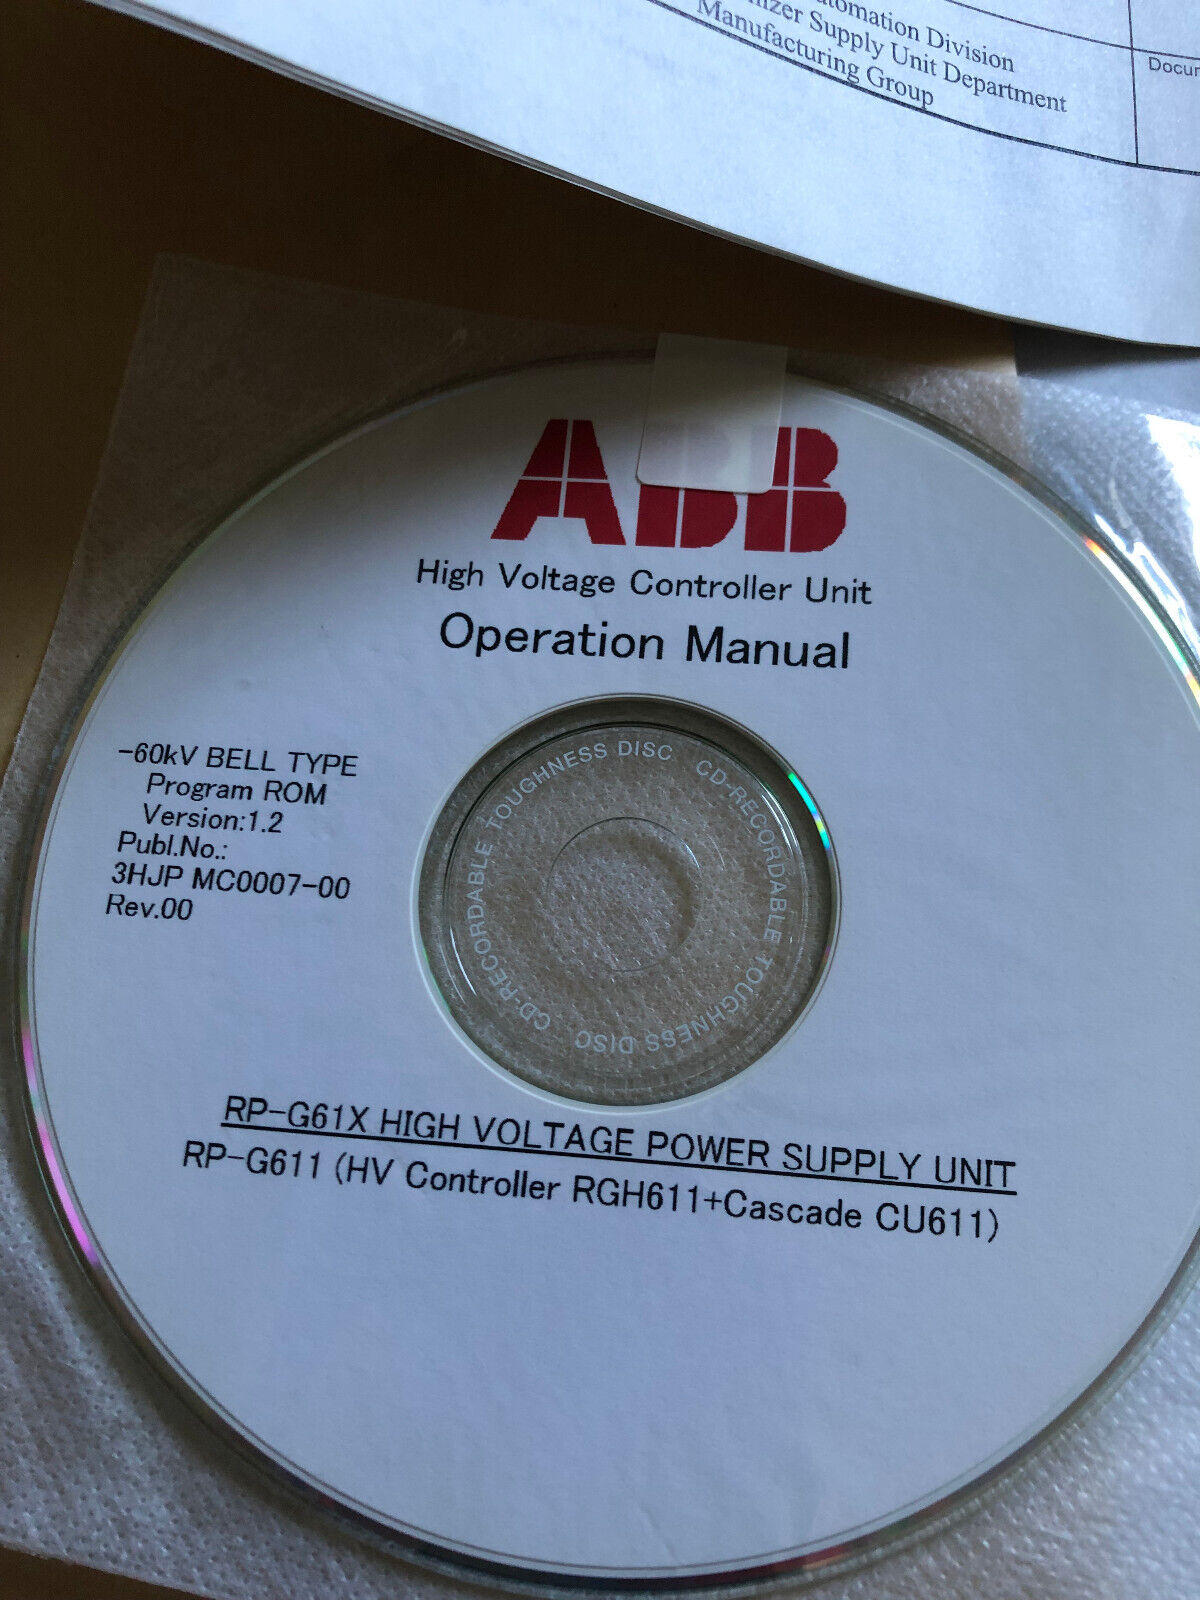 Division
Supply Unit Department
Manufacturing Group
ABB
High Voltage Controller Unit
Operation Manual
-60kV BELL TYPE
Program ROM
Version:1.2
Publ.No.:
3HJP MC0007-00
Rev.00
CD-RECORDABLE TOUGHNESS DISC
CD-RECORDABLE TOUGHNESS DISC
RP-G61X HIGH VOLTAGE POWER SUPPLY UNIT
RP-G611 (HV Controller RGH611+Cascade CU611)